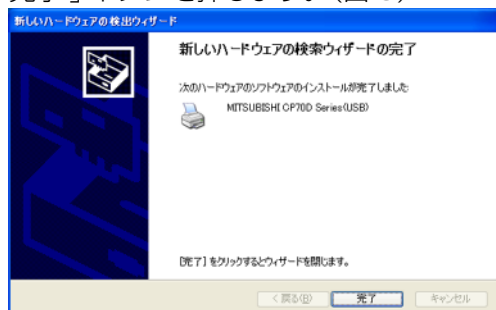 新しいハードウェアの検出ウィザード
新しいハードウェアの検索ウィザードの完了
次のハードウェアのソフトウェアのインストールが完了しました:
MITSUBISHI CP70D Series(USB)
[完了] をクリックするとウィザードを閉じます。
< 戻る(B)
完了
キャンセル